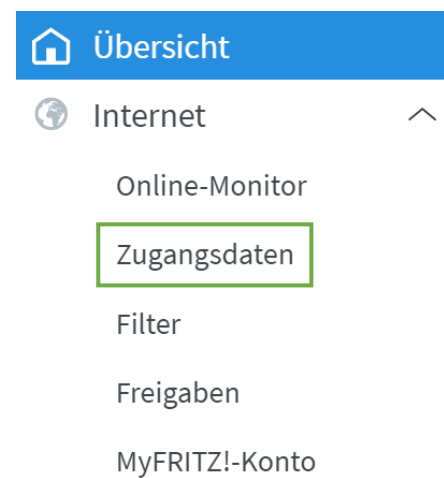 Übersicht
Internet
Online-Monitor
Zugangsdaten
Filter
Freigaben
MyFRITZ!-Konto